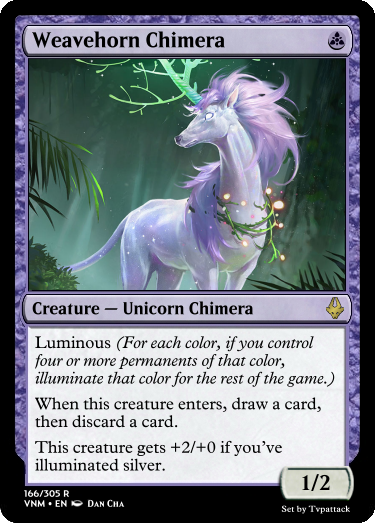 Weavehorn Chimera
Creature — Unicorn Chimera
Luminous (For each color, if you control
four or more permanents of that color,
illuminate that color for the rest of the game.)
When this creature enters, draw a card,
then discard a card.
This creature gets +2/+0 if you’ve
illuminated silver.
1/2
166/305 R
VNM • EN Dan Cha
Set by Tvpattack